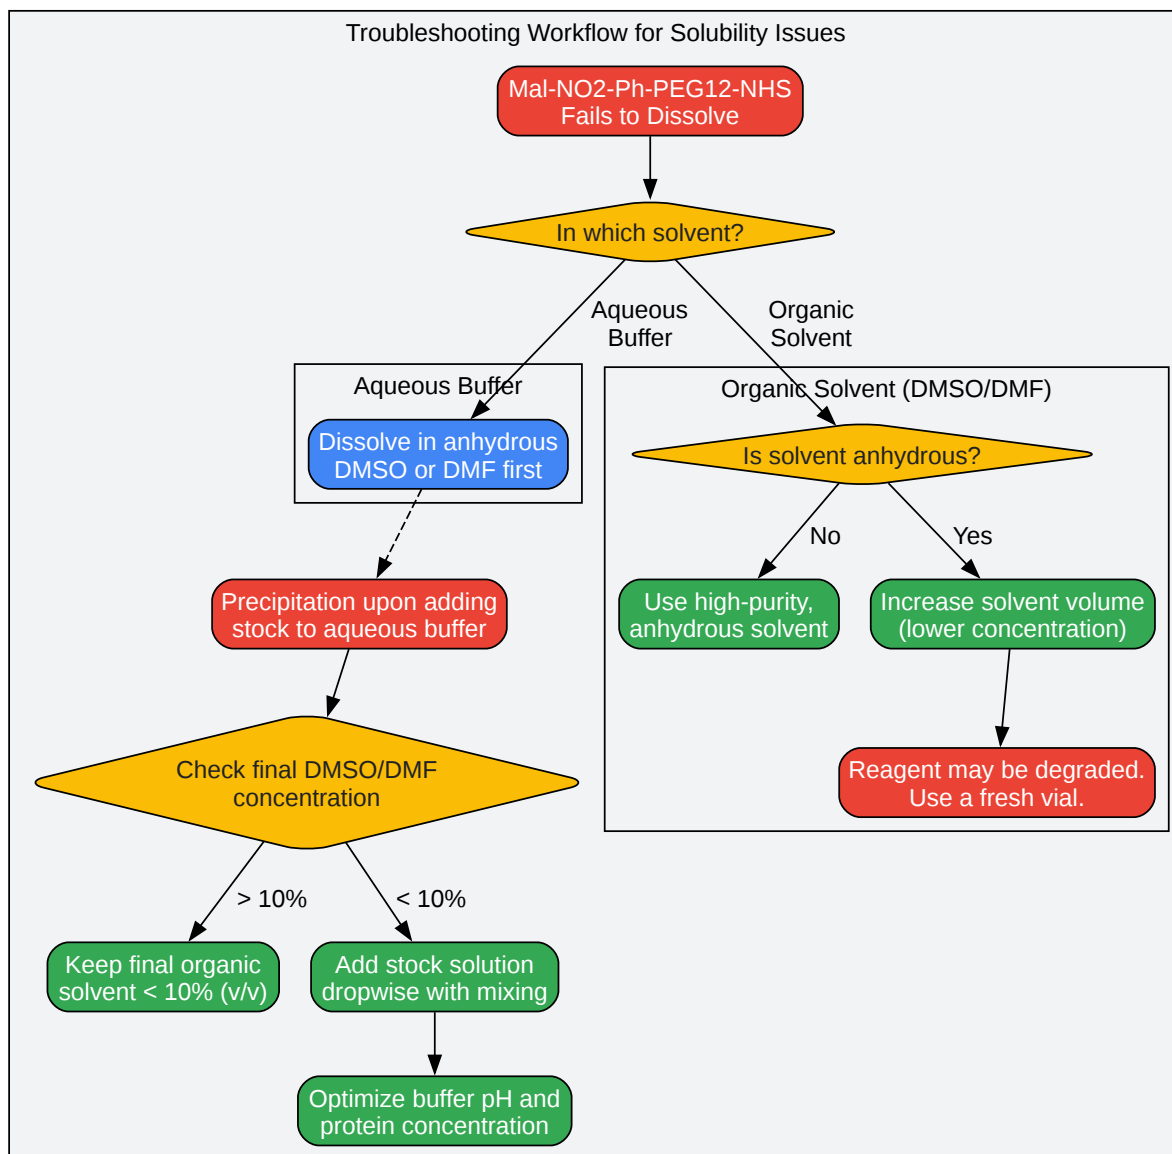 Troubleshooting Workflow for Solubility Issues
Mal-NO2-Ph-PEG12-NHS
Fails to Dissolve
In which solvent?
Aqueous
Buffer
Organic
Solvent
Aqueous Buffer
Dissolve in anhydrous
DMSO or DMF first
Organic Solvent (DMSO/DMF)
Is solvent anhydrous?
No
Yes
Use high-purity,
anhydrous solvent
Increase solvent volume
(lower concentration)
Reagent may be degraded.
Use a fresh vial.
Precipitation upon adding
stock to aqueous buffer
Check final DMSO/DMF
concentration
> 10%
< 10%
Keep final organic
solvent < 10% (v/v)
Add stock solution
dropwise with mixing
Optimize buffer pH and
protein concentration